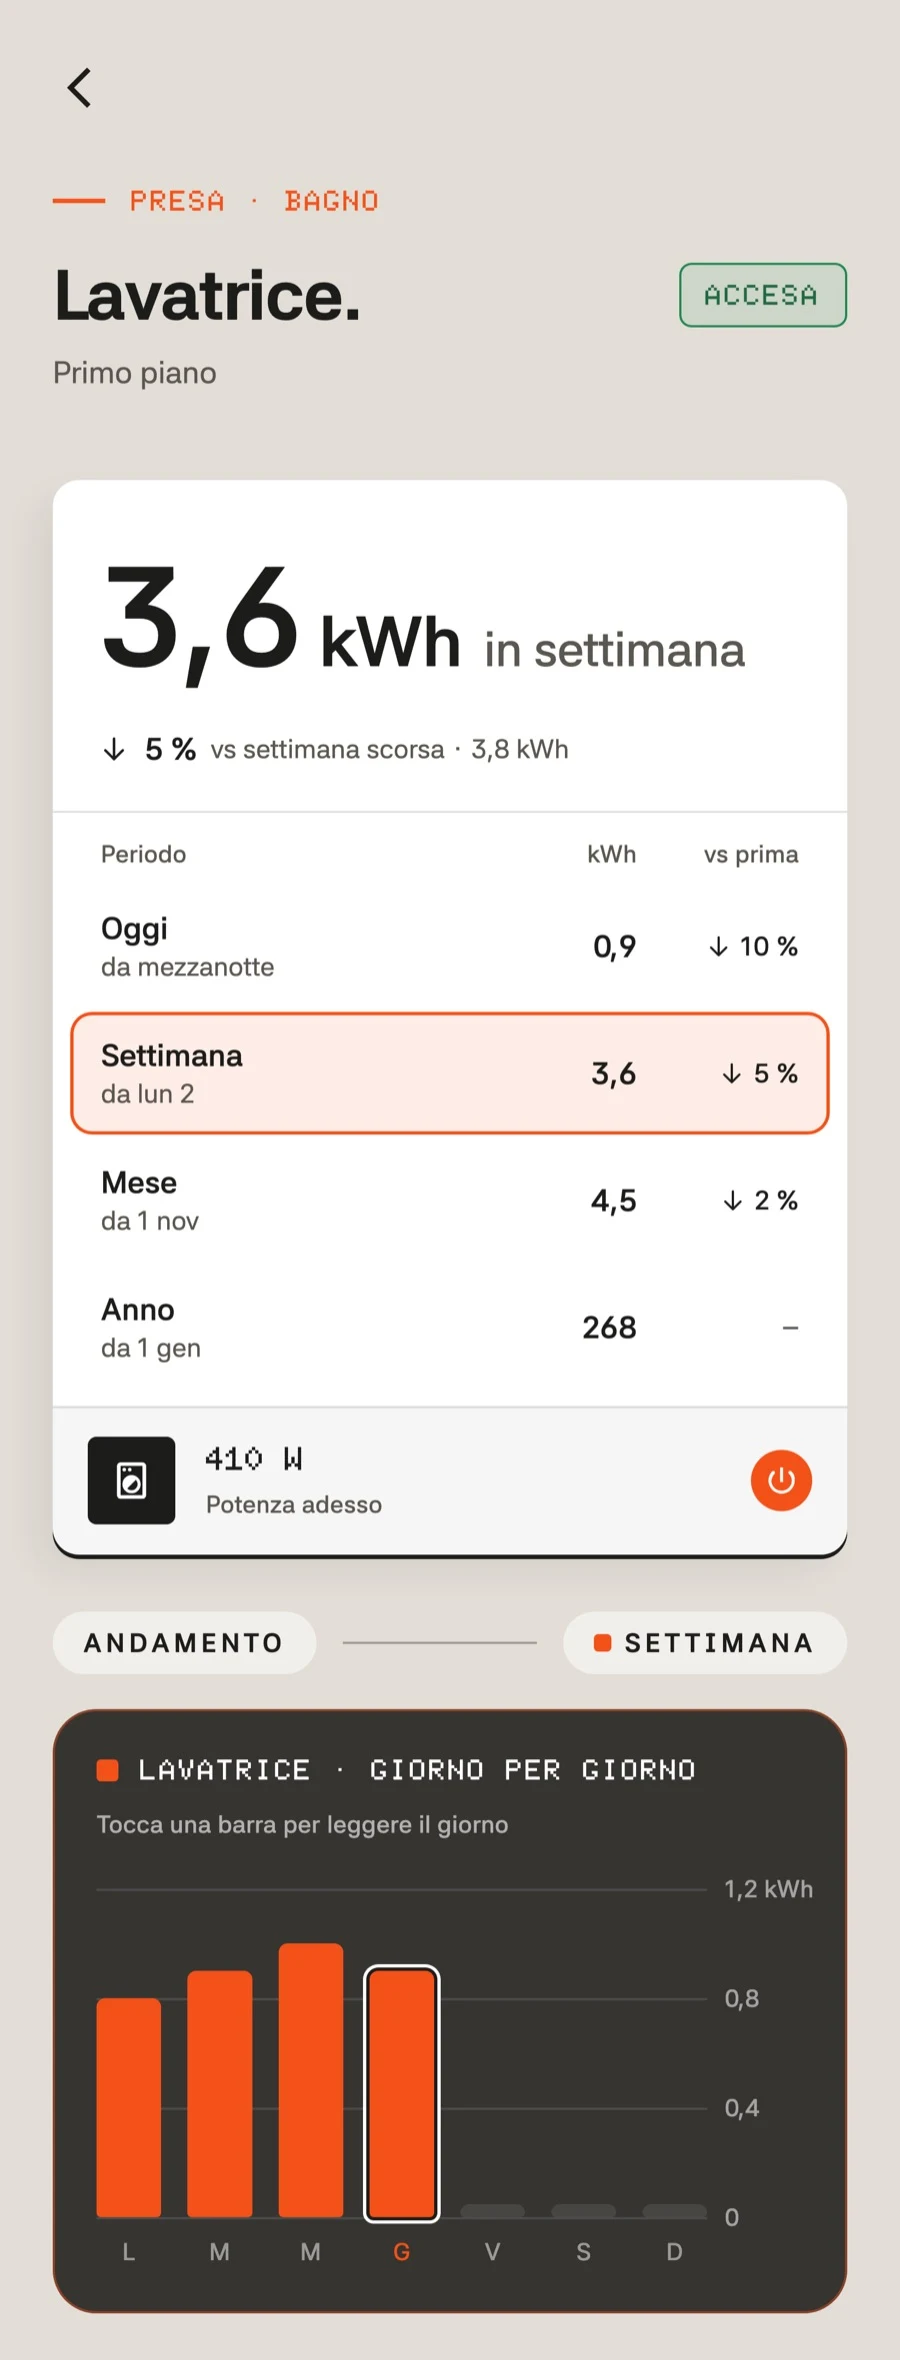 PRESA · BAGNO
Lavatrice.
ACCESA
Primo piano
3,6 kWh in settimana
↓ 5 % vs settimana scorsa · 3,8 kWh
Periodo kWh vs prima
Oggi
da mezzanotte
0,9 ↓ 10 %
Settimana
da lun 2
3,6 ↓ 5 %
Mese
da 1 nov
4,5 ↓ 2 %
Anno
da 1 gen
268 –
410 W
Potenza adesso
ANDAMENTO
SETTIMANA
LAVATRICE · GIORNO PER GIORNO
Tocca una barra per leggere il giorno
1,2 kWh
0,8
0,4
0
L M M G V S D